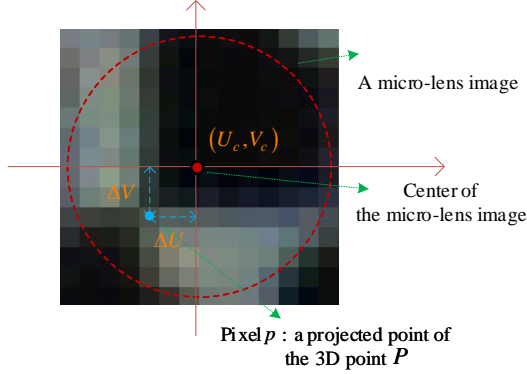 A micro-lens image
(U_c, V_c)
ΔV
Center of
the micro-lens image
ΔU
Pixel p : a projected point of
the 3D point P